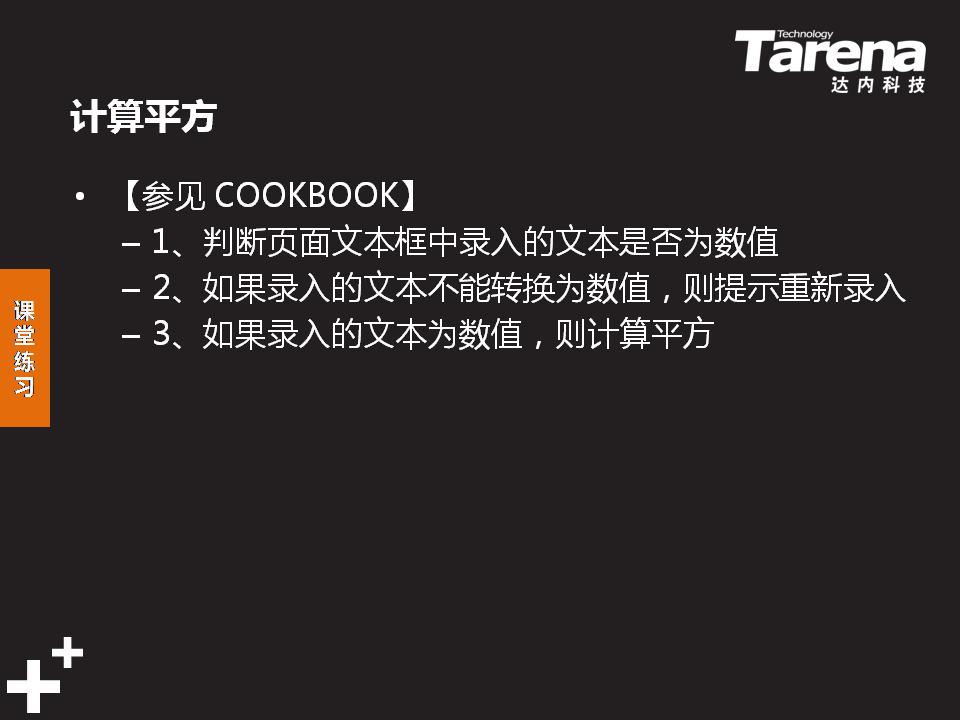 Technology
Tarena
达内科技
计算平方
• 【参见 COOKBOOK】
– 1、判断页面文本框中录入的文本是否为数值
– 2、如果录入的文本不能转换为数值，则提示重新录入
– 3、如果录入的文本为数值，则计算平方
课堂练习